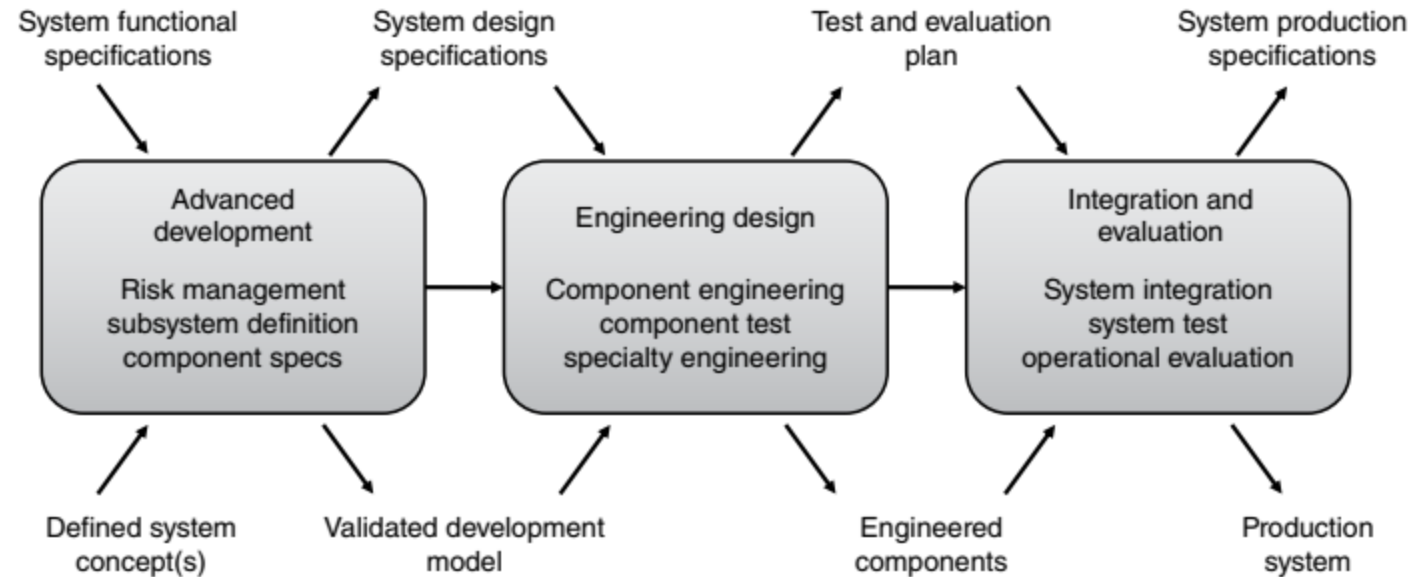 System functional
specifications
System design
specifications
Test and evaluation
plan
System production
specifications
Advanced
development
Risk management
subsystem definition
component specs
Engineering design
Component engineering
component test
specialty engineering
Integration and
evaluation
System integration
system test
operational evaluation
Defined system
concept(s)
Validated development
model
Engineered
components
Production
system